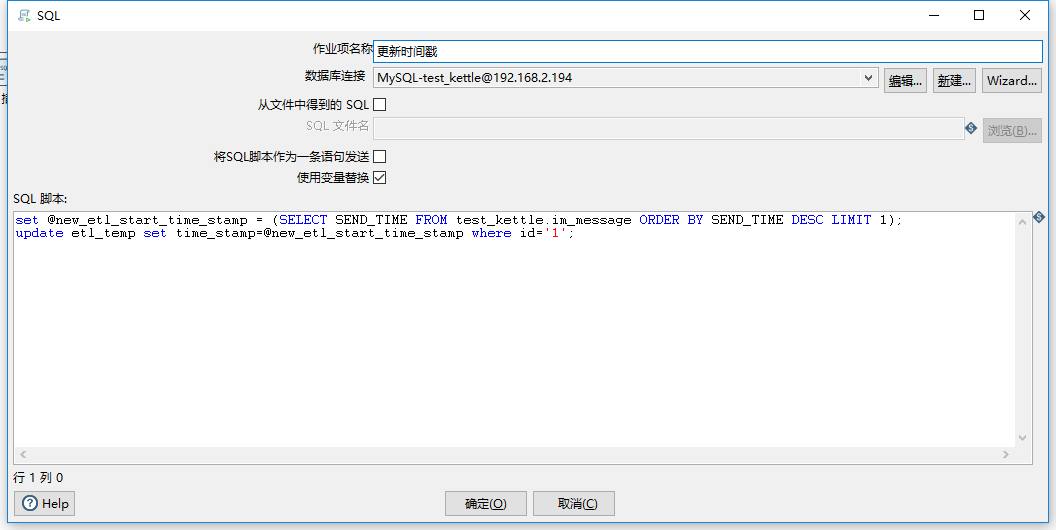 SQL
作业项名称 更新时间戳
数据库连接 MySQL-test_kettle@192.168.2.194 编辑... 新建... Wizard...
从文件中得到的 SQL
SQL 文件名 浏览(B)...
将SQL脚本作为一条语句发送
使用变量替换
SQL 脚本:
set @new_etl_start_time_stamp = (SELECT SEND_TIME FROM test_kettle.im_message ORDER BY SEND_TIME DESC LIMIT 1);
update etl_temp set time_stamp=@new_etl_start_time_stamp where id='1';
行 1 列 0
Help 确定(O) 取消(C)